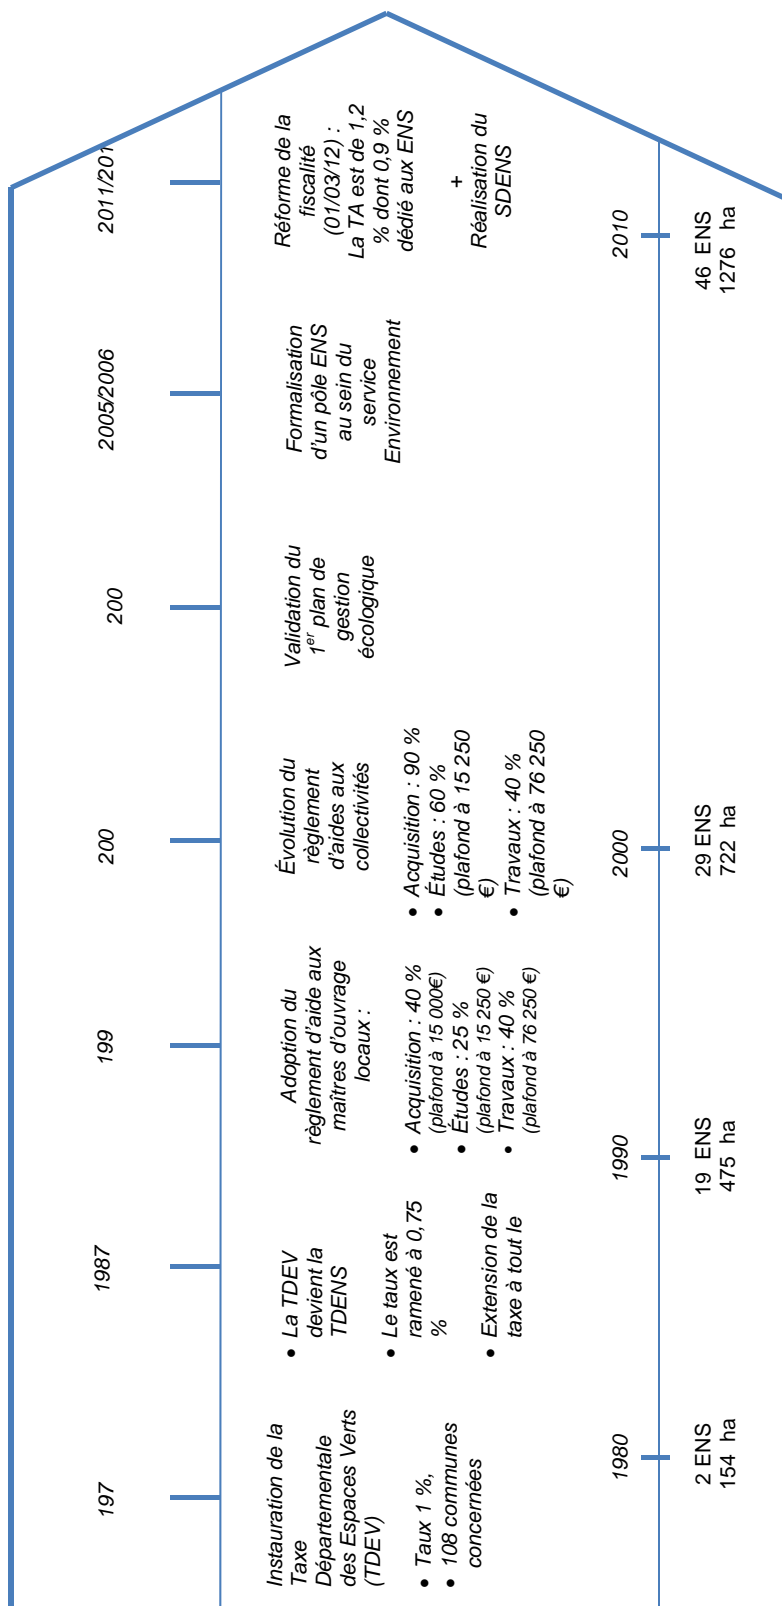 197
1987
199
200
200
2005/2006
2011/201
Instauration de la
Taxe
Départementale
des Espaces Verts
(TDEV)
• Taux 1 %,
• 108 communes
concernées
• La TDEV
devient la
TDENS
• Le taux est
ramené à 0,75
%
• Extension de la
taxe à tout le
Adoption du
règlement d'aide aux
maîtres d'ouvrage
locaux :
• Acquisition : 40 %
(plafond à 15 000€)
• Études : 25 %
(plafond à 15 250 €)
• Travaux : 40 %
(plafond à 76 250 €)
Évolution du
règlement
d'aides aux
collectivités
• Acquisition : 90 %
• Études : 60 %
(plafond à 15 250
€)
• Travaux : 40 %
(plafond à 76 250
€)
Validation du
1er plan de
gestion
écologique
Formalisation
d'un pôle ENS
au sein du
service
Environnement
Réforme de la
fiscalité
(01/03/12) :
La TA est de 1,2
% dont 0,9 %
dédié aux ENS
+
Réalisation du
SDENS
1980
1990
2000
2010
2 ENS
154 ha
19 ENS
475 ha
29 ENS
722 ha
46 ENS
1276 ha